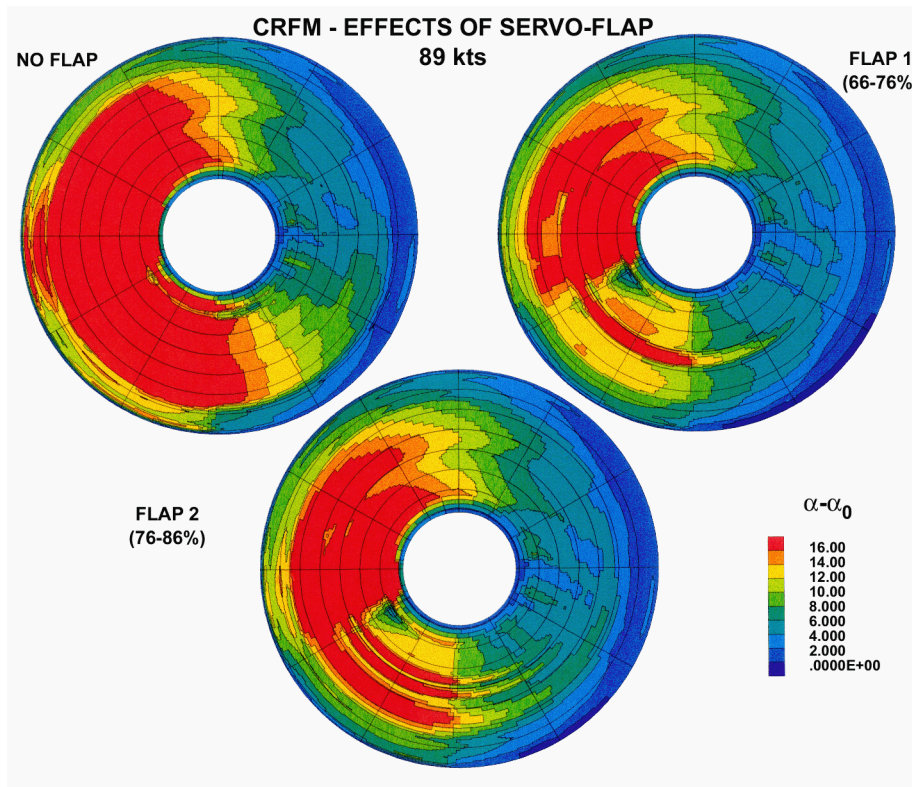 CRFM - EFFECTS OF SERVO-FLAP
89 kts
NO FLAP
FLAP 1
(66-76%
FLAP 2
(76-86%)
α-α0
16.00
14.00
12.00
10.00
8.000
6.000
4.000
2.000
.0000E+00